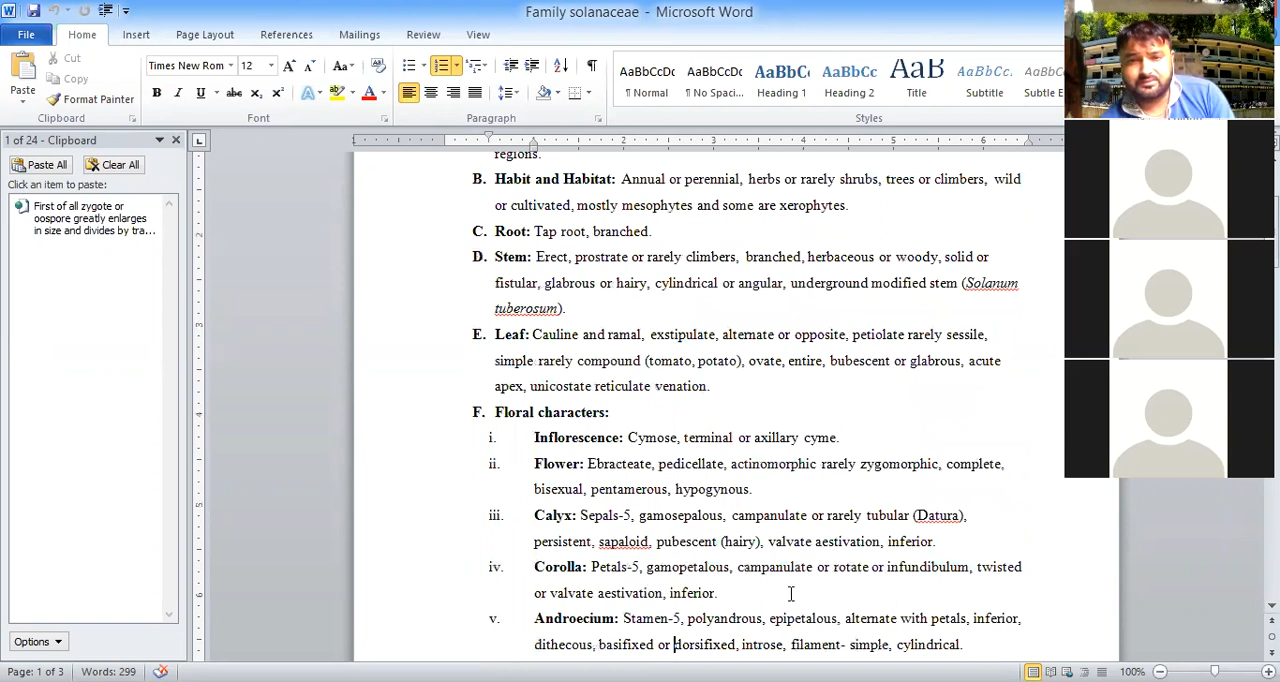 Family solanaceae - Microsoft Word
File Home Insert Page Layout References Mailings Review View
Cut
Copy
Format Painter
Paste
Clipboard
Times New Rom 12
Font
Paragraph
AaBbCcDc AaBbCcDc AaBbC AaBbCc AaB AaBbCc. AaBbCcD
¶ Normal ¶ No Spaci... Heading 1 Heading 2 Title Subtitle Subtle E
Styles
1 of 24 - Clipboard
Paste All Clear All
Click an item to paste:
First of all zygote or
oospore greatly enlarges
in size and divides by tra...
Options
regions.
B. Habit and Habitat: Annual or perennial, herbs or rarely shrubs, trees or climbers, wild
or cultivated, mostly mesophytes and some are xerophytes.
C. Root: Tap root, branched.
D. Stem: Erect, prostrate or rarely climbers, branched, herbaceous or woody, solid or
fistular, glabrous or hairy, cylindrical or angular, underground modified stem (Solanum
tuberosum).
E. Leaf: Cauline and ramal, exstipulate, alternate or opposite, petiolate rarely sessile,
simple rarely compound (tomato, potato), ovate, entire, bubescent or glabrous, acute
apex, unicostate reticulate venation.
F. Floral characters:
i. Inflorescence: Cymose, terminal or axillary cyme.
ii. Flower: Ebracteate, pedicellate, actinomorphic rarely zygomorphic, complete,
bisexual, pentamerous, hypogynous.
iii. Calyx: Sepals-5, gamosepalous, campanulate or rarely tubular (Datura),
persistent, sapaloid, pubescent (hairy), valvate aestivation, inferior.
iv. Corolla: Petals-5, gamopetalous, campanulate or rotate or infundibulum, twisted
or valvate aestivation, inferior.
v. Androecium: Stamen-5, polyandrous, epipetalous, alternate with petals, inferior,
dithecous, basifixed or dorsifixed, introse, filament- simple, cylindrical.
Page: 1 of 3 Words: 299 100%